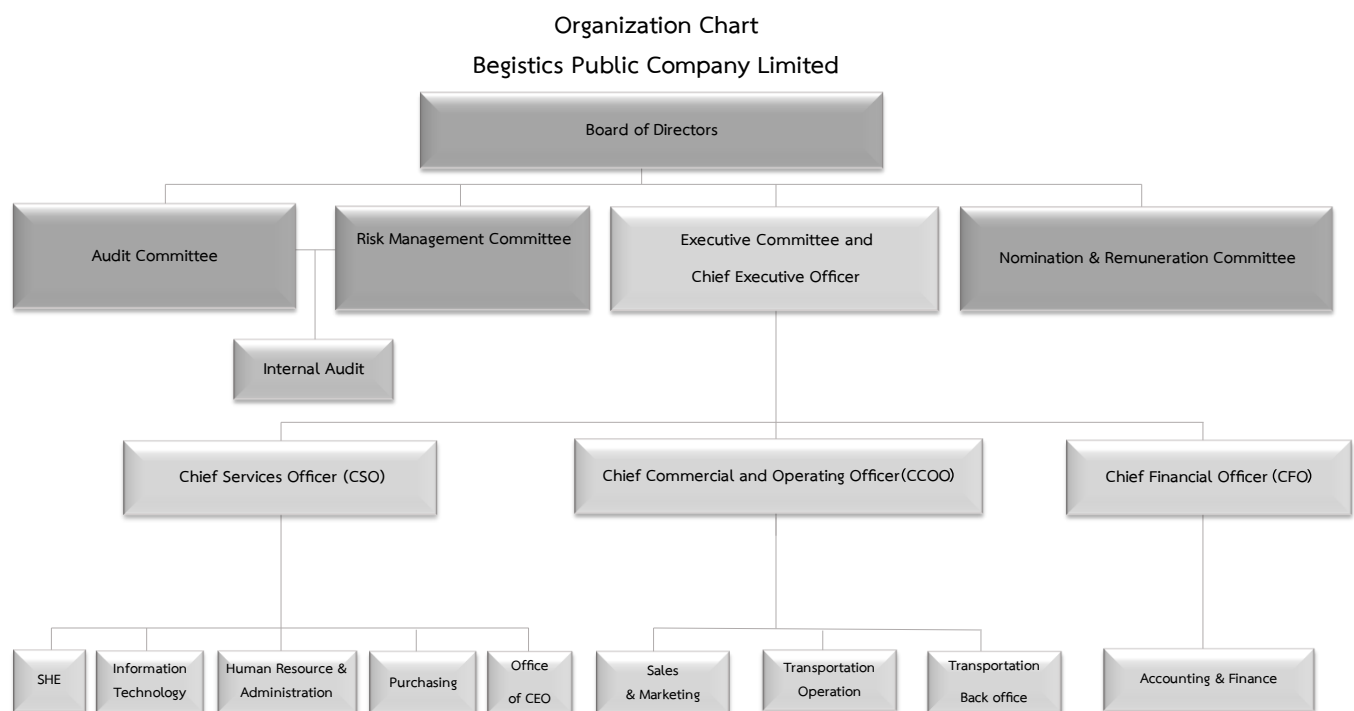 Organization Chart
Begistics Public Company Limited
Board of Directors
Audit Committee
Risk Management Committee
Executive Committee and
Chief Executive Officer
Nomination & Remuneration Committee
Internal Audit
Chief Services Officer (CSO)
Chief Commercial and Operating Officer(CCOO)
Chief Financial Officer (CFO)
SHE
Information
Technology
Human Resource &
Administration
Purchasing
Office
of CEO
Sales
& Marketing
Transportation
Operation
Transportation
Back office
Accounting & Finance